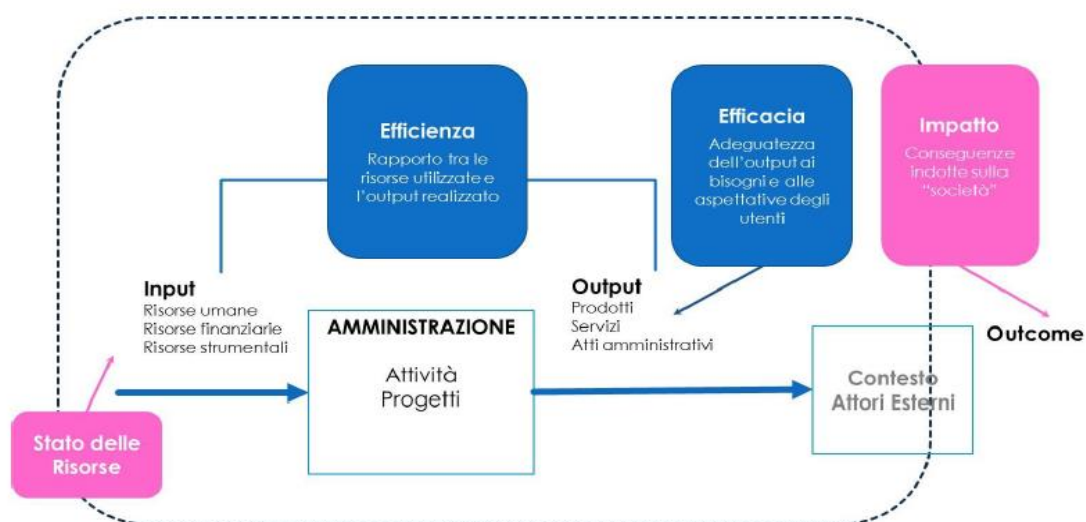 Efficienza
Rapporto tra le
risorse utilizzate e
l'output realizzato
Efficacia
Adeguatezza
dell'output ai
bisogni e alle
aspettative degli
utenti
Impatto
Conseguenze
indotte sulla
"società"
Input
Risorse umane
Risorse finanziarie
Risorse strumentali
AMMINISTRAZIONE
Attività
Progetti
Output
Prodotti
Servizi
Atti amministrativi
Outcome
Contesto
Attori Esterni
Stato delle
Risorse